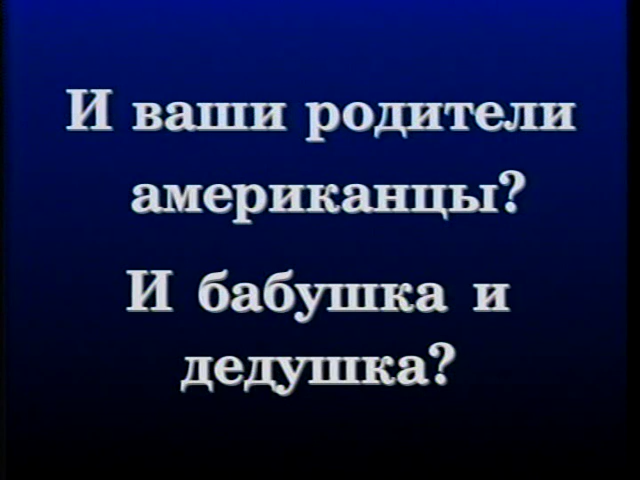 И ваши родители
американцы?
И бабушка и
дедушка?